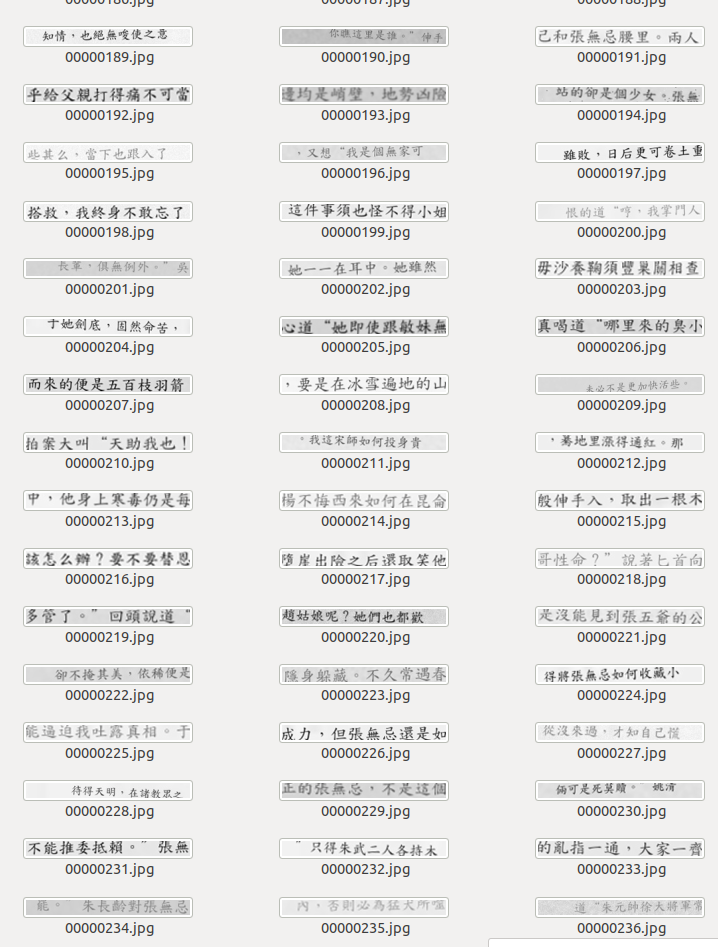 00000186.jpg 00000187.jpg 00000188.jpg
知情，也絕無唆使之意 你瞧這里是誰。”伸手 己和張無忌腰里。兩人
00000189.jpg 00000190.jpg 00000191.jpg
乎給父親打得痛不可當 邊均是峭壁，地勢凶險 站的卻是個少女。張無
00000192.jpg 00000193.jpg 00000194.jpg
些甚么，當下也跟入了 ，又想“我是個無家可 雖敗，日后更可卷土重
00000195.jpg 00000196.jpg 00000197.jpg
搭救，我終身不敢忘了 這件事須也怪不得小姐 恨的道“哼，我掌門人
00000198.jpg 00000199.jpg 00000200.jpg
長軍，俱無例外。”吳 她一一在耳中。她雖然 毋沙養鞠須豐巢關相查
00000201.jpg 00000202.jpg 00000203.jpg
于她劍底，固然命苦， 心道“她即使跟敏妹無 真喝道“哪里來的臭小
00000204.jpg 00000205.jpg 00000206.jpg
而來的便是五百枝羽箭 ，要是在冰雪遍地的山 未必不是更加快活些。
00000207.jpg 00000208.jpg 00000209.jpg
拍案大叫“天助我也！ 。我這宋師如何投身貴 ，驀地里漲得通紅。那
00000210.jpg 00000211.jpg 00000212.jpg
中，他身上寒毒仍是每 楊不悔西來如何在昆侖 般伸手入，取出一根木
00000213.jpg 00000214.jpg 00000215.jpg
該怎么辦？要不要替恩 墮崖出險之后還取笑他 哥性命？”說著匕首向
00000216.jpg 00000217.jpg 00000218.jpg
多管了。”回頭說道“ 趙姑娘呢？她們也都歡 是沒能見到張五爺的公
00000219.jpg 00000220.jpg 00000221.jpg
卻不掩其美，依稀便是 隱身躲藏。不久常遇春 得將張無忌如何收藏小
00000222.jpg 00000223.jpg 00000224.jpg
能逼迫我吐露真相。于 成力，但張無忌還是如 從沒來過，才知自己慌
00000225.jpg 00000226.jpg 00000227.jpg
待得天明，在諸教眾之 正的張無忌，不是這個 倆可是死莫贖。” 姚清
00000228.jpg 00000229.jpg 00000230.jpg
不能推委抵賴。”張無 ”只得朱武二人各持木 的亂指一通，大家一齊
00000231.jpg 00000232.jpg 00000233.jpg
能。 朱長齡對張無忌 內，否則必為猛犬所嘔 道“朱元帥徐大將軍常
00000234.jpg 00000235.jpg 00000236.jpg